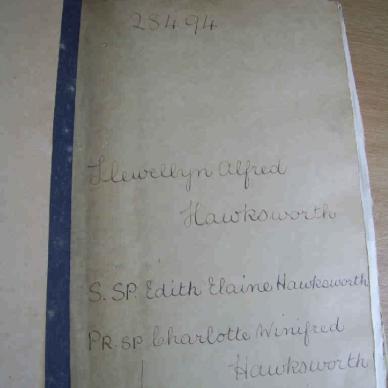 28494
Llewellyn Alfred
Hawksworth
S. SP. Edith Elaine Hawksworth
PR. SP. Charlotte Winifred
Hawksworth